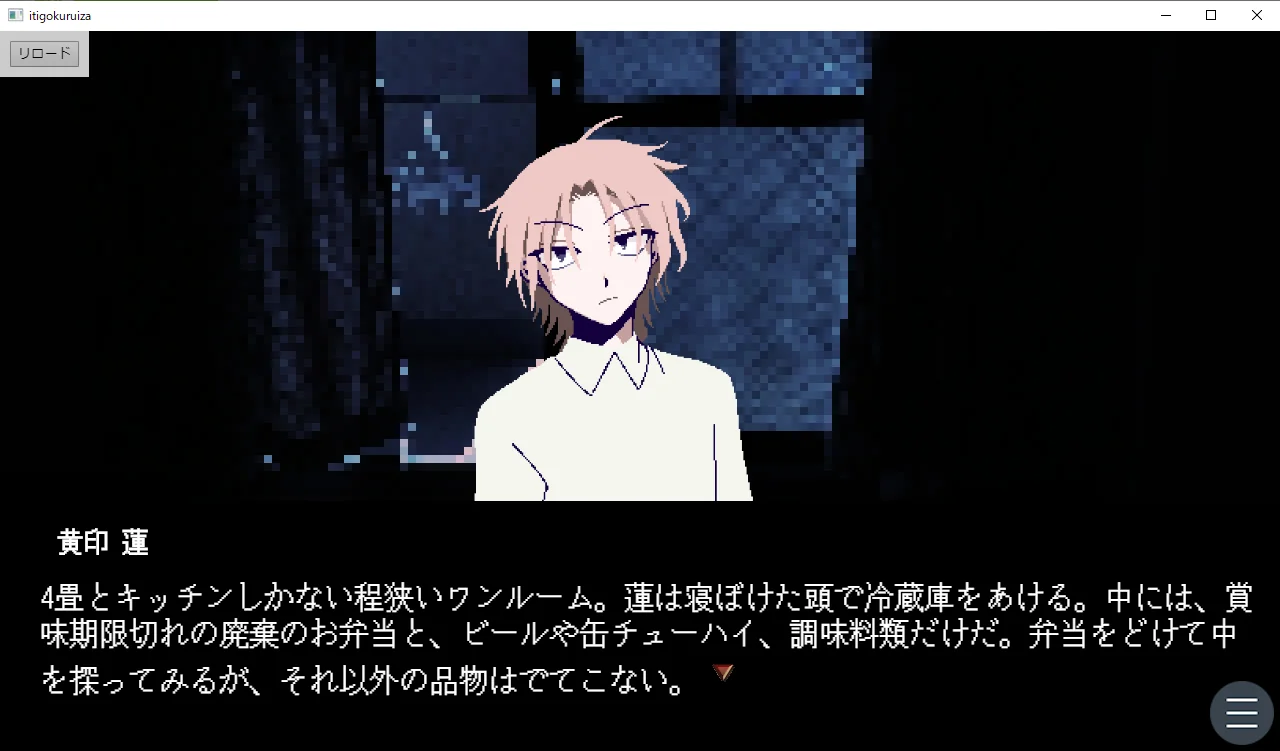 itigokuruiza
リロード
黄印 蓮
4畳とキッチンしかない程狭いワンルーム。蓮は寝ぼけた頭で冷蔵庫をあける。中には、賞
味期限切れの廃棄のお弁当と、ビールや缶チューハイ、調味料類だけだ。弁当をどけて中
を探ってみるが、それ以外の品物はでてこない。